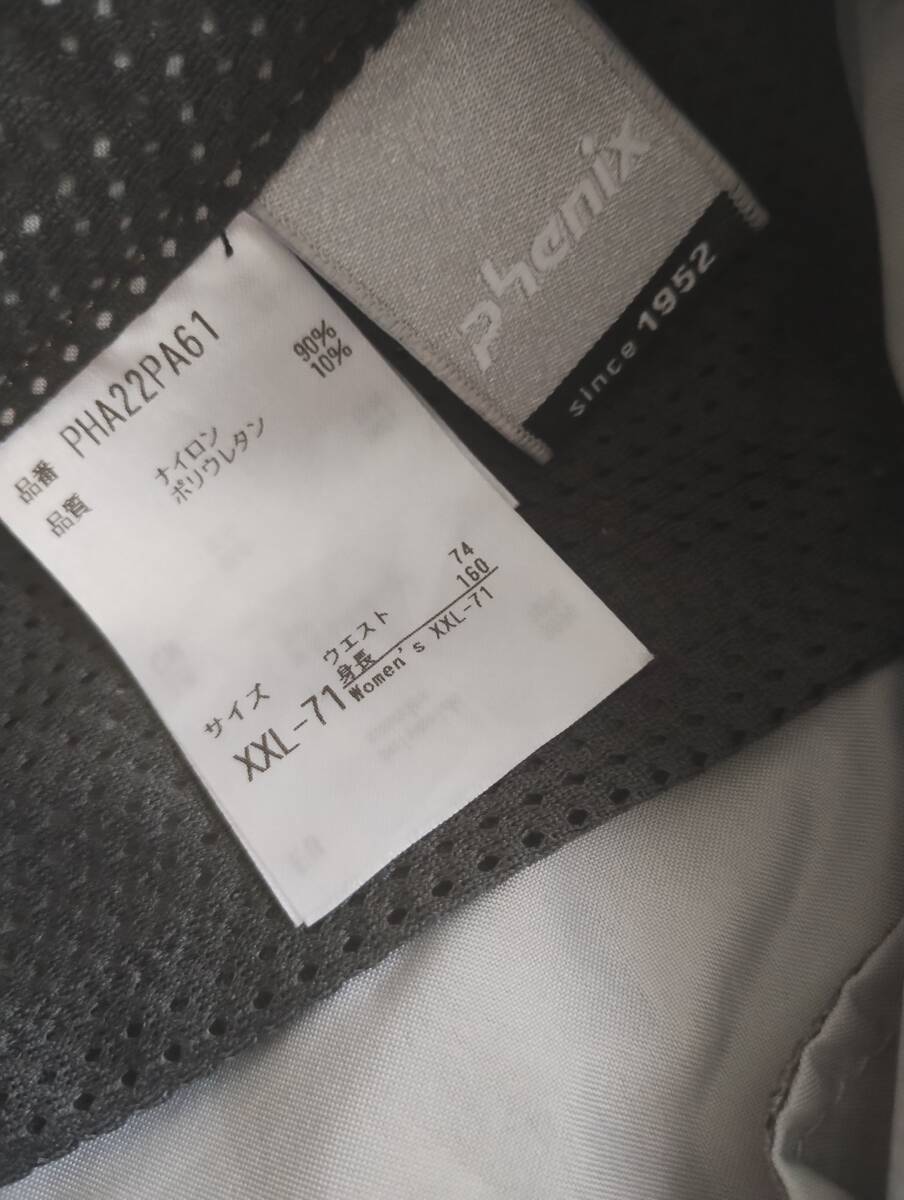 phenix
since 1952
品番 PHA22PA61
品質 ナイロン 90%
ポリウレタン 10%
サイズ ウエスト 74
身長 160
XXL-71 Women's XXL-71